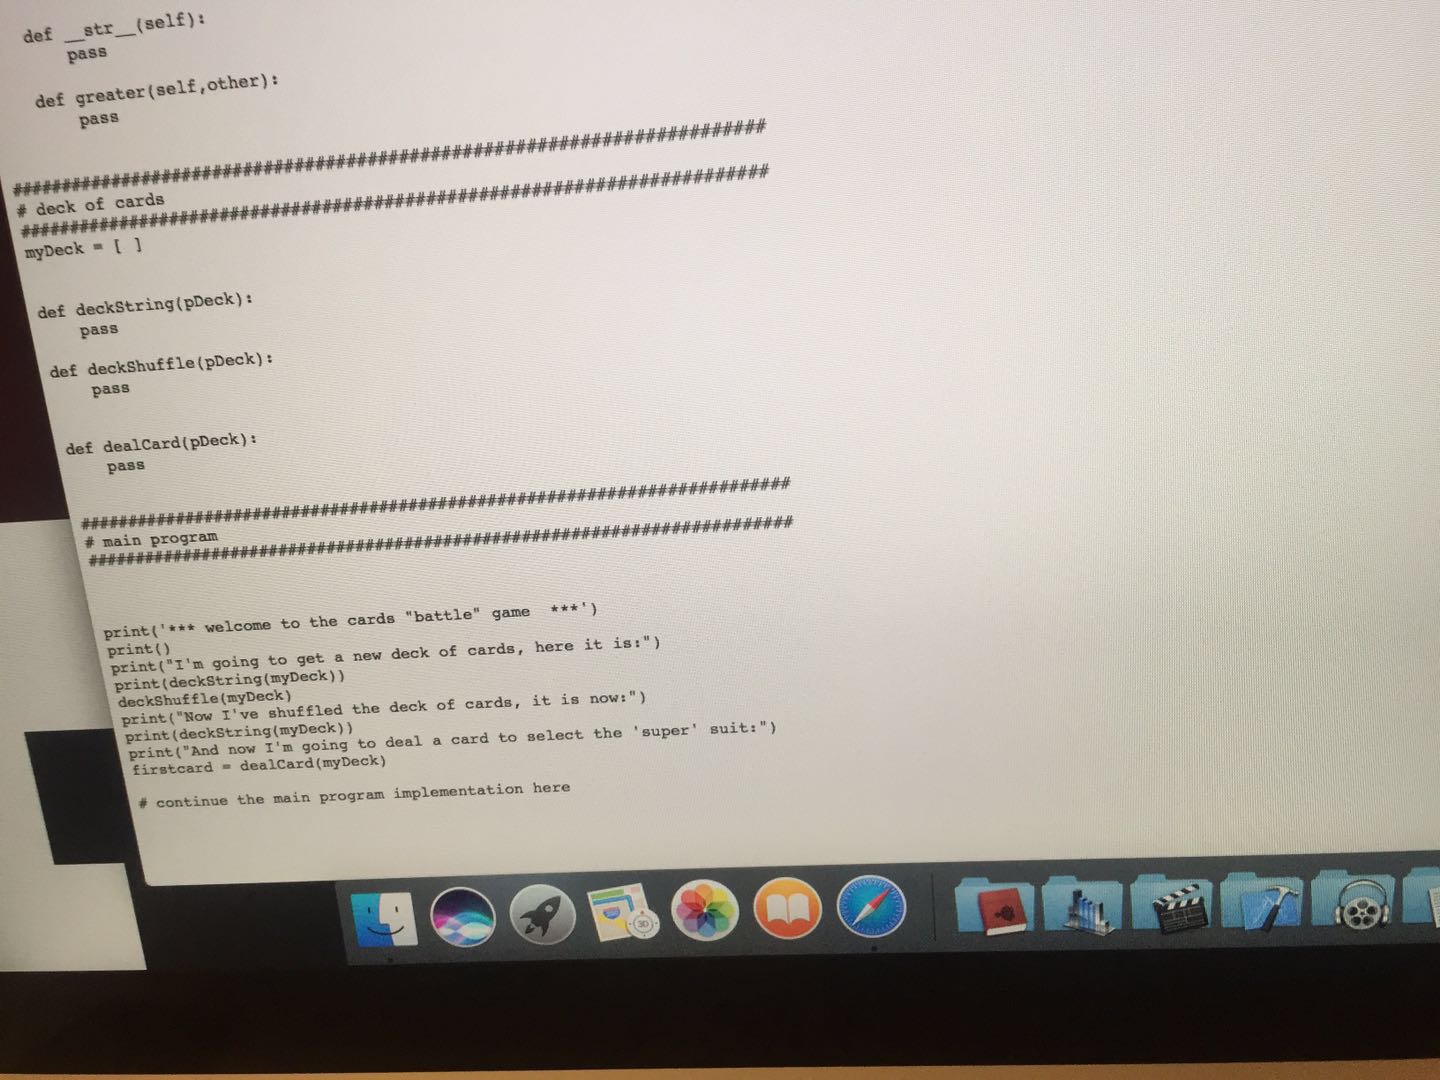 def __str__(self):
pass
def greater(self,other):
pass
############################################################################
# deck of cards
############################################################################
myDeck = [ ]
def deckString(pDeck):
pass
def deckShuffle(pDeck):
pass
def dealCard(pDeck):
pass
############################################################################
# main program
############################################################################
print('*** welcome to the cards "battle" game  ***')
print()
print("I'm going to get a new deck of cards, here it is:")
print(deckString(myDeck))
deckShuffle(myDeck)
print("Now I've shuffled the deck of cards, it is now:")
print(deckString(myDeck))
print("And now I'm going to deal a card to select the 'super' suit:")
firstcard = dealCard(myDeck)
# continue the main program implementation here
3D